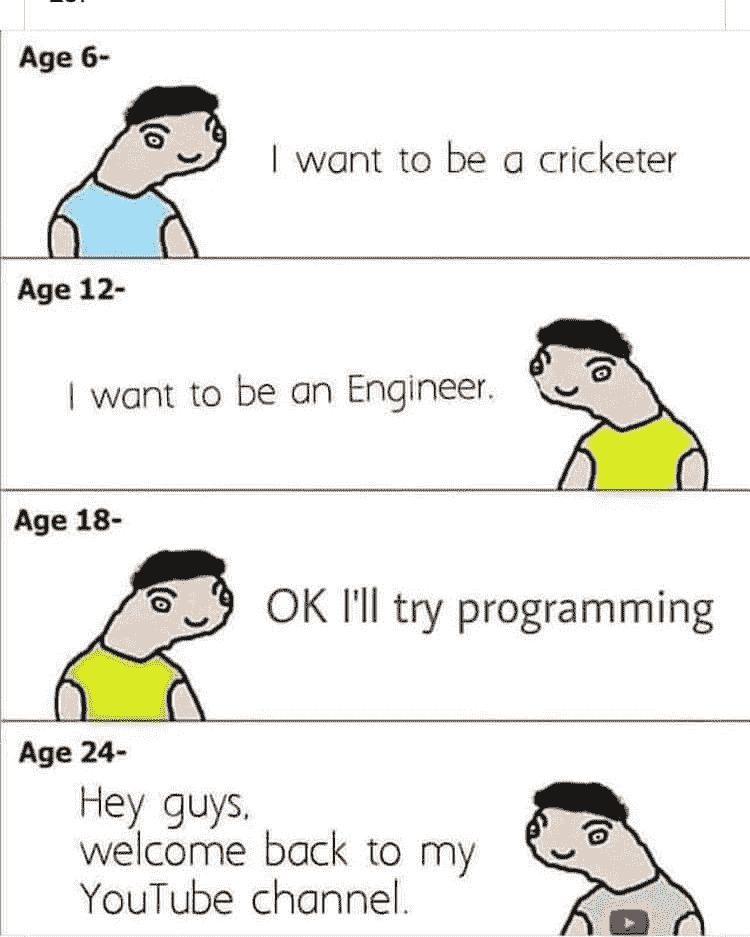 Age 6-
I want to be a cricketer
Age 12-
I want to be an Engineer.
Age 18-
OK I'll try programming
Age 24-
Hey guys,
welcome back to my
YouTube channel.